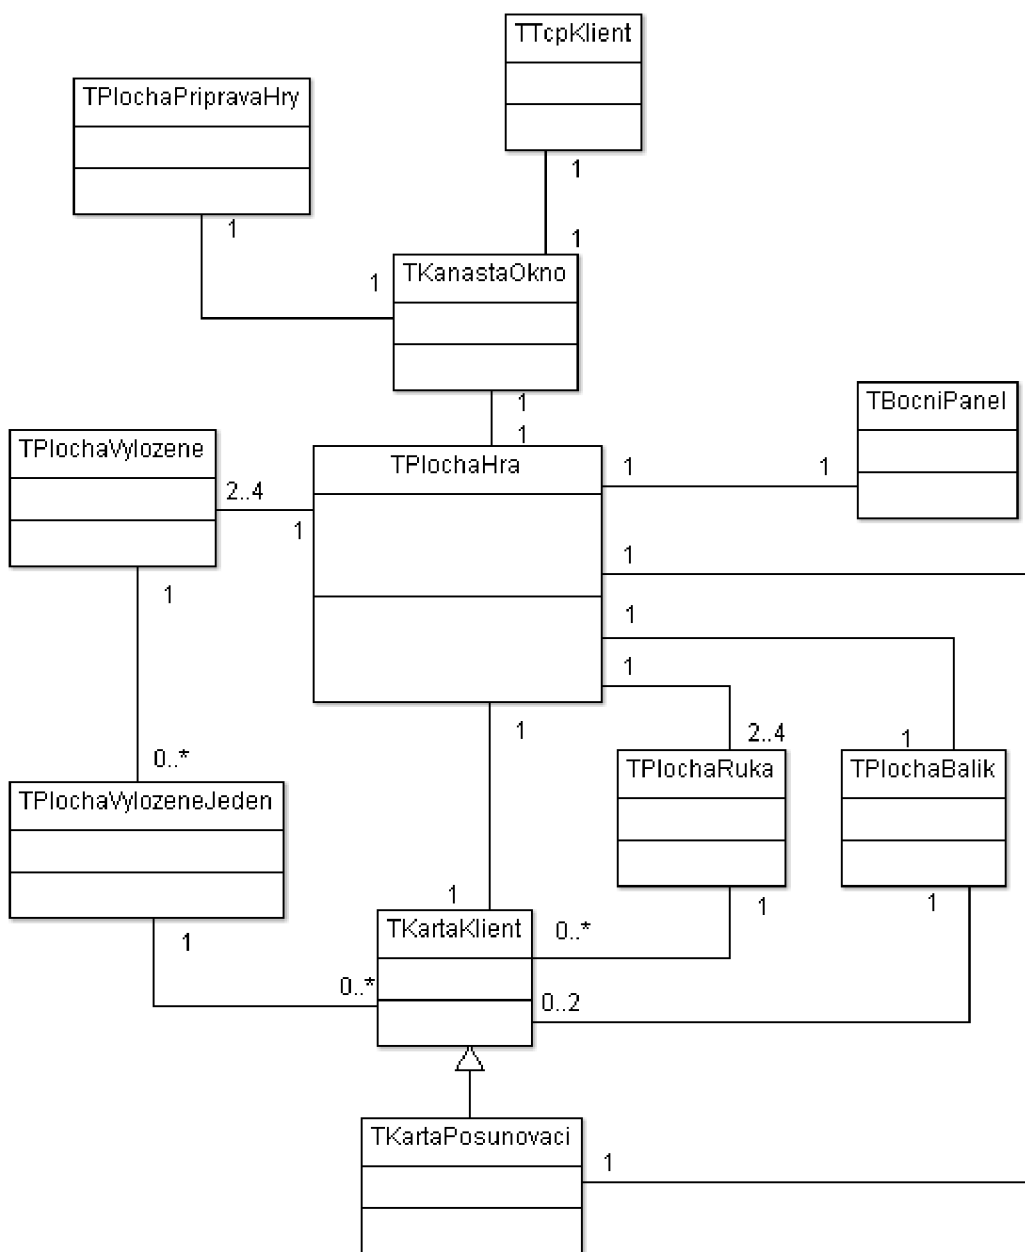 TTcpKlient
TPlochaPripravaHry
1
1
1
1
TKanastaOkno
1
1
TBocniPanel
TPlochaVylozene
TPlochaHra
1
1
2..4
1
1
1
1
1
1
2..4
1
0..*
TPlochaRuka
TPlochaBalik
TPlochaVylozeneJeden
1
1
1
TKartaKlient
0..*
1
0..*
0..2
TKartaPosunovaci
1